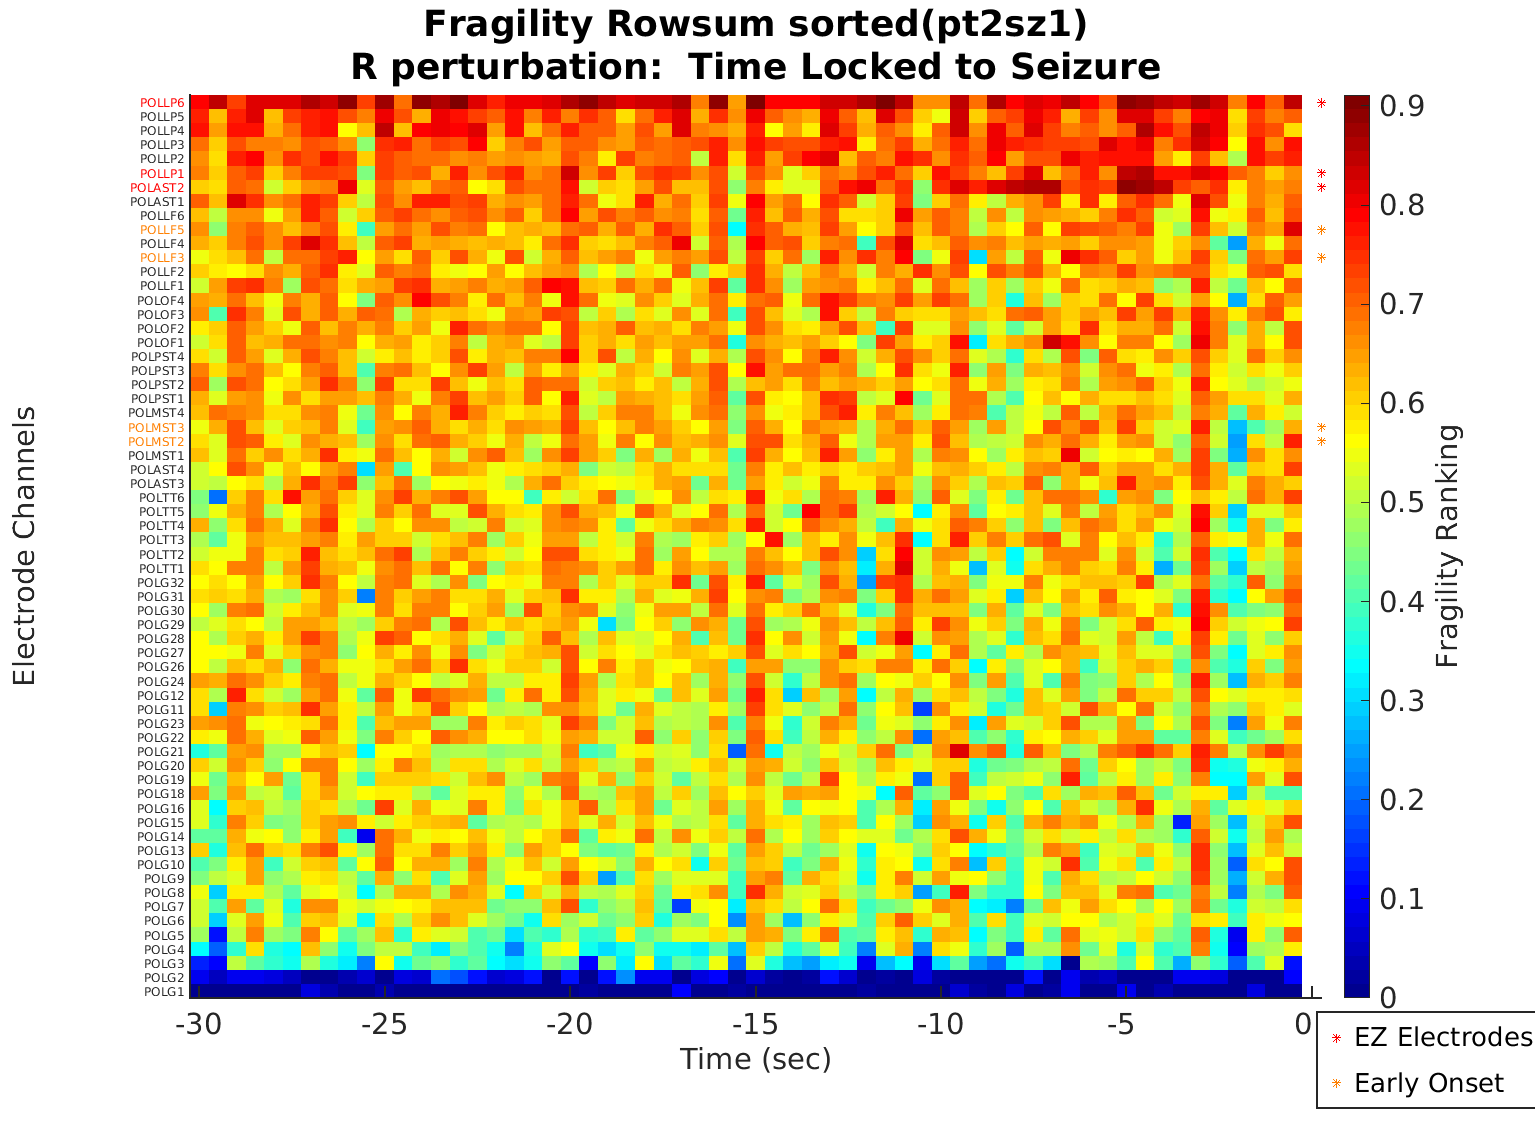 Fragility Rowsum sorted(pt2sz1)
R perturbation:  Time Locked to Seizure
Electrode Channels
POLLP6
POLLP5
POLLP4
POLLP3
POLLP2
POLLP1
POLAST2
POLAST1
POLLF6
POLLF5
POLLF4
POLLF3
POLLF2
POLLF1
POLOF4
POLOF3
POLOF2
POLOF1
POLPST4
POLPST3
POLPST2
POLPST1
POLMST4
POLMST3
POLMST2
POLMST1
POLAST4
POLAST3
POLTT6
POLTT5
POLTT4
POLTT3
POLTT2
POLTT1
POLG32
POLG31
POLG30
POLG29
POLG28
POLG27
POLG26
POLG24
POLG12
POLG11
POLG23
POLG22
POLG21
POLG20
POLG19
POLG18
POLG16
POLG15
POLG14
POLG13
POLG10
POLG9
POLG8
POLG7
POLG6
POLG5
POLG4
POLG3
POLG2
POLG1
-30
-25
-20
-15
-10
-5
0
Time (sec)
0.9
0.8
0.7
0.6
0.5
0.4
0.3
0.2
0.1
0
Fragility Ranking
EZ Electrodes
Early Onset